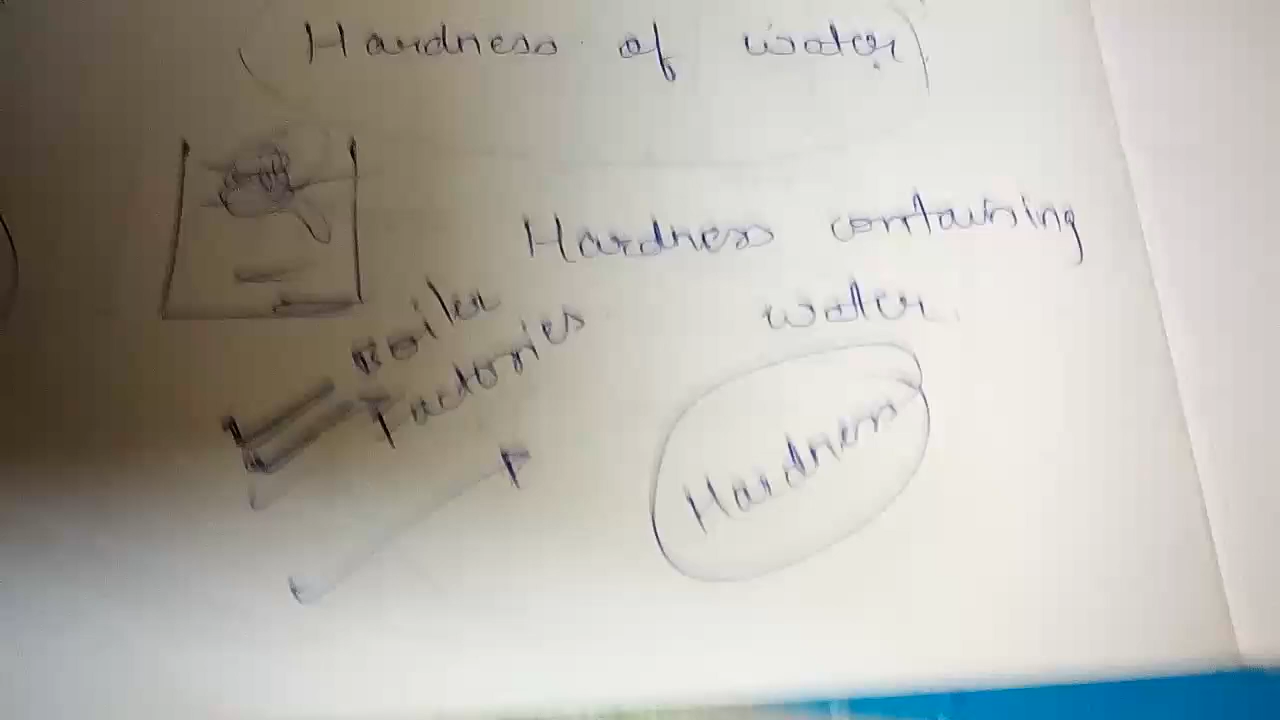 (Hardness of water)
Hardness containing
water.
Boiler
Factories
Hardness